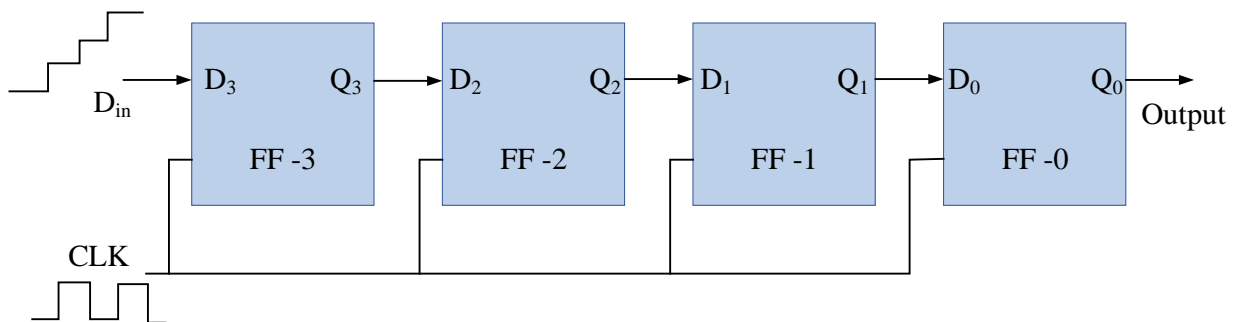 D3 Q3 D2 Q2 D1 Q1 D0 Q0
Din
Output
FF -3 FF -2 FF -1 FF -0
CLK